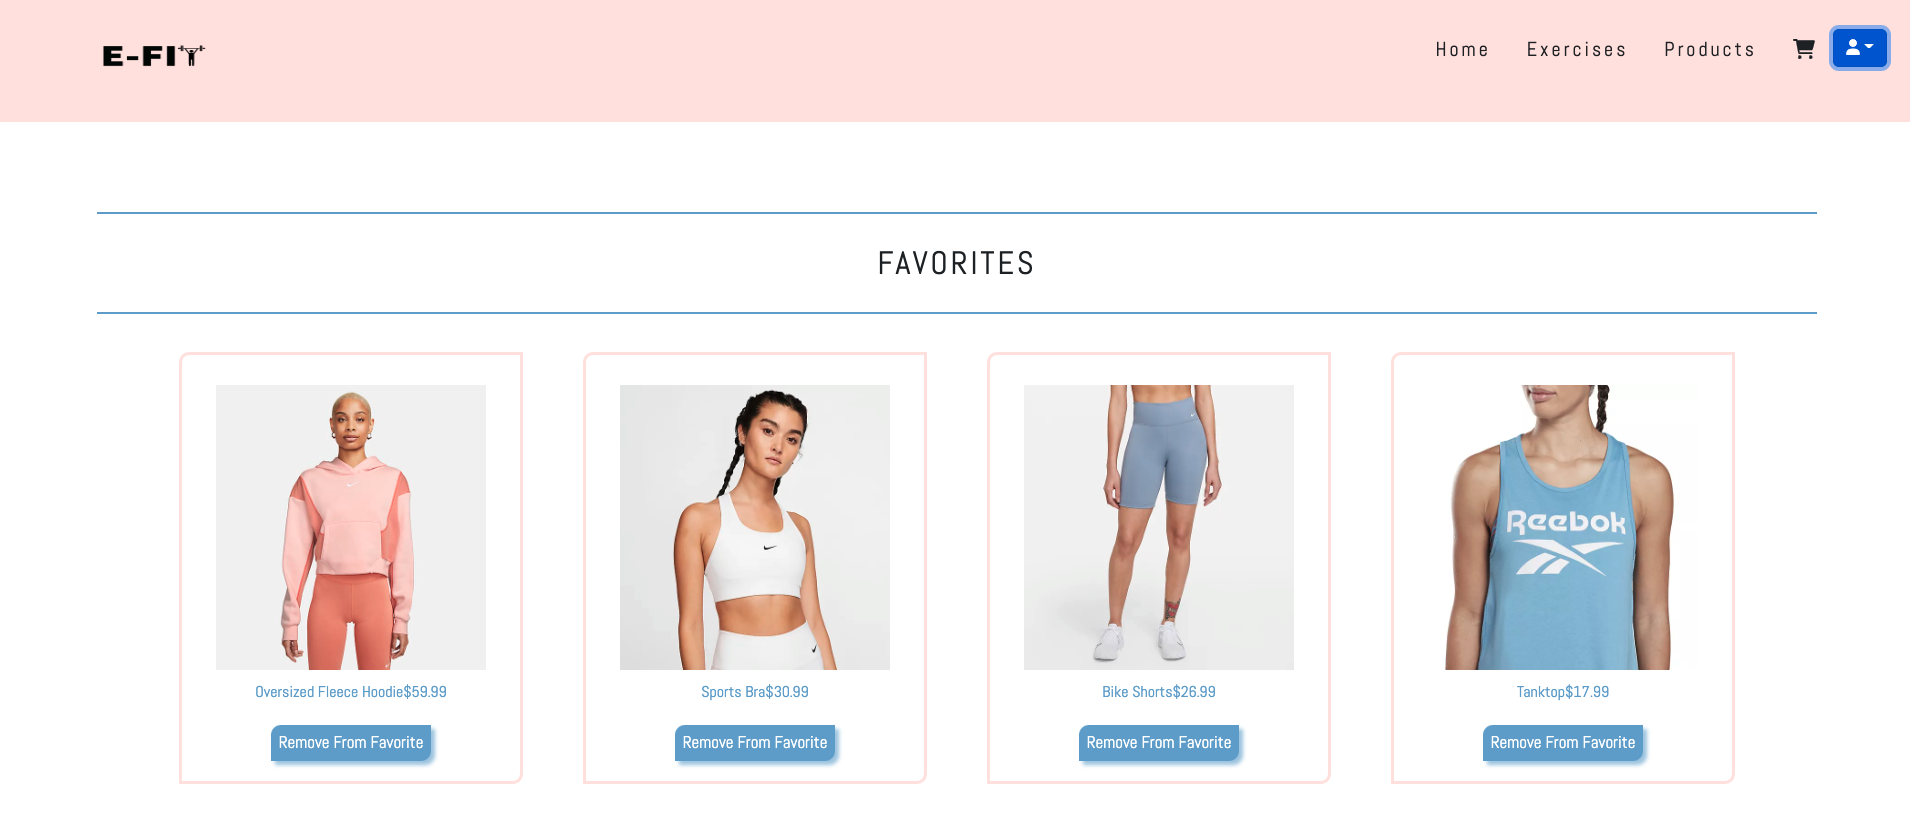 E-FIT
Home Exercises Products
FAVORITES
Oversized Fleece Hoodie$59.99
Remove From Favorite
Sports Bra$30.99
Remove From Favorite
Bike Shorts$26.99
Remove From Favorite
Reebok
Tanktop$17.99
Remove From Favorite